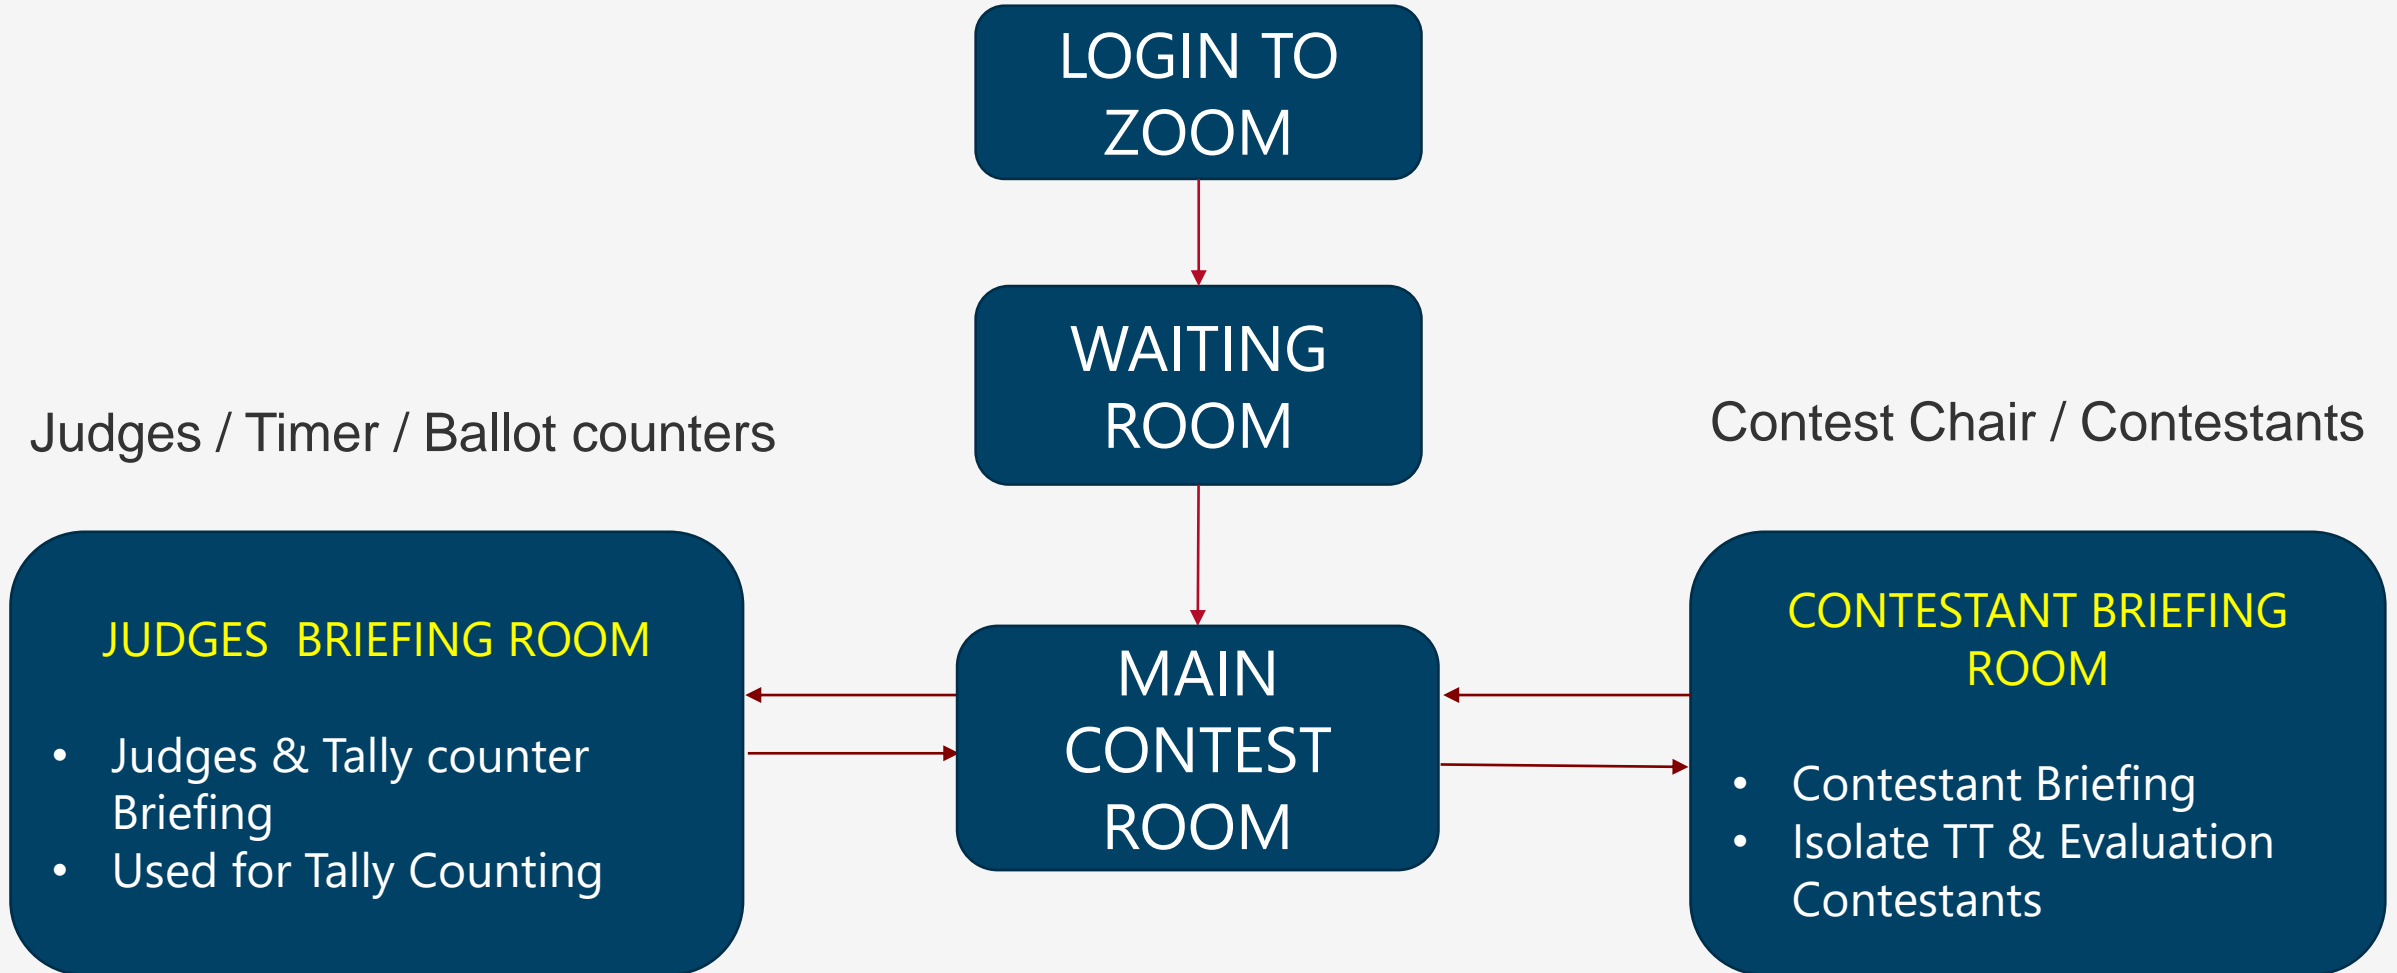 LOGIN TO
ZOOM
WAITING
ROOM
Judges / Timer / Ballot counters
Contest Chair / Contestants
JUDGES  BRIEFING ROOM
• Judges & Tally counter
Briefing
• Used for Tally Counting
MAIN
CONTEST
ROOM
CONTESTANT BRIEFING
ROOM
• Contestant Briefing
• Isolate TT & Evaluation
Contestants